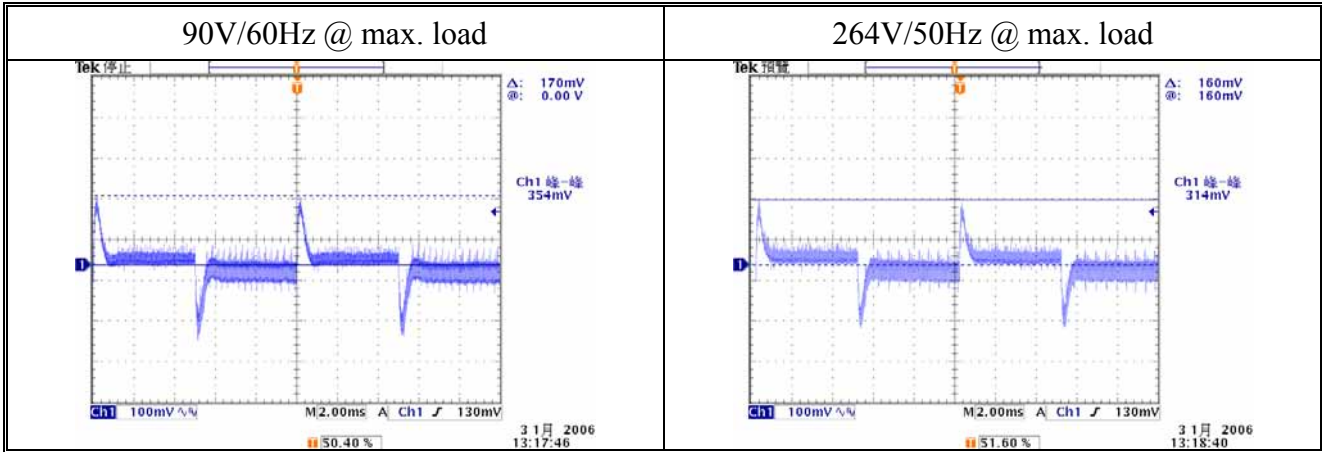 90V/60Hz @ max. load
Tek 停止
Δ: 170mV
@: 0.00 V
Ch1 峰-峰
354mV
1
Ch1 100mV M 2.00ms A Ch1 130mV
50.40 %
3 1月 2006
13:17:46
264V/50Hz @ max. load
Tek 預覽
Δ: 160mV
@: 160mV
Ch1 峰-峰
314mV
1
Ch1 100mV M 2.00ms A Ch1 130mV
51.60 %
3 1月 2006
13:18:40